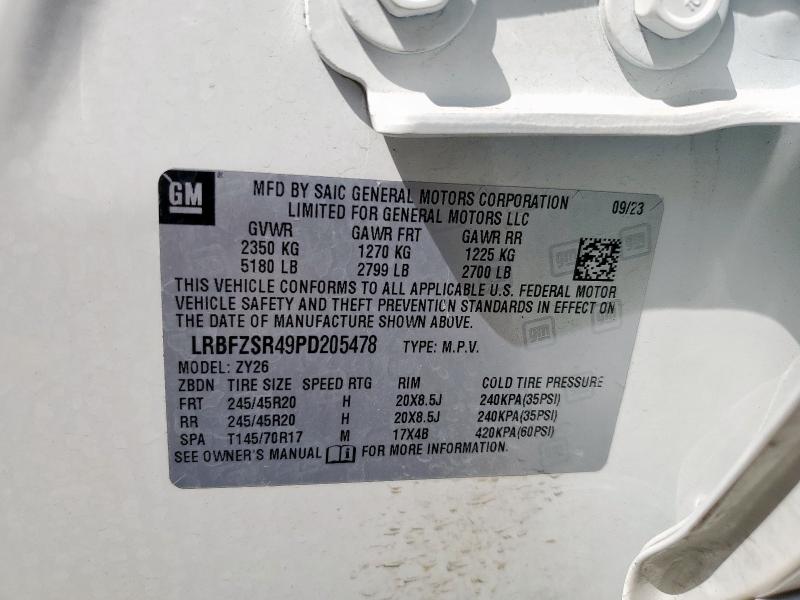 GM
MFD BY SAIC GENERAL MOTORS CORPORATION
LIMITED FOR GENERAL MOTORS LLC
09/23
GVWR GAWR FRT GAWR RR
2350 KG 1270 KG 1225 KG
5180 LB 2799 LB 2700 LB
THIS VEHICLE CONFORMS TO ALL APPLICABLE U.S. FEDERAL MOTOR
VEHICLE SAFETY AND THEFT PREVENTION STANDARDS IN EFFECT ON
THE DATE OF MANUFACTURE SHOWN ABOVE.
LRBFZSR49PD205478 TYPE: M.P.V.
MODEL: ZY26
ZBDN TIRE SIZE SPEED RTG RIM COLD TIRE PRESSURE
FRT 245/45R20 H 20X8.5J 240KPA(35PSI)
RR 245/45R20 H 20X8.5J 240KPA(35PSI)
SPA T145/70R17 M 17X4B 420KPA(60PSI)
SEE OWNER'S MANUAL FOR MORE INFORMATION.